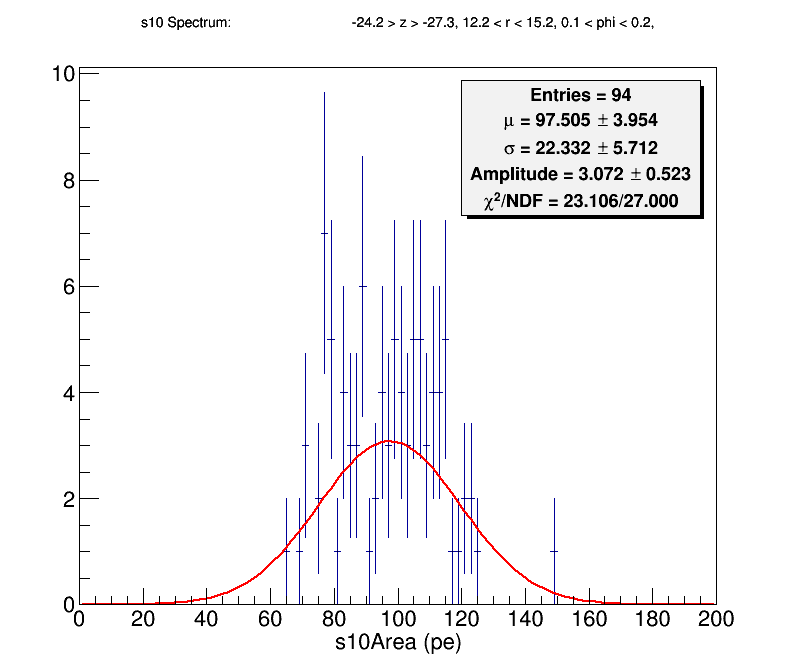 s10 Spectrum: -24.2 > z > -27.3, 12.2 < r < 15.2, 0.1 < phi < 0.2,
Entries = 94
μ = 97.505 ± 3.954
σ = 22.332 ± 5.712
Amplitude = 3.072 ± 0.523
χ²/NDF = 23.106/27.000
10
8
6
4
2
0
0 20 40 60 80 100 120 140 160 180 200
s10Area (pe)